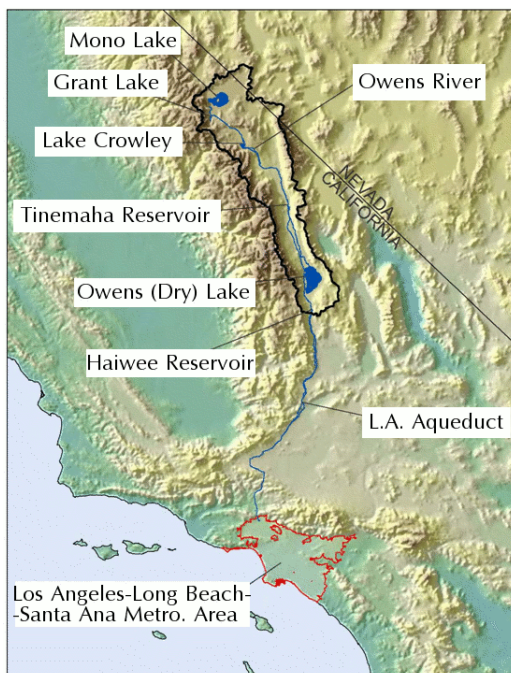 Mono Lake
Grant Lake
Owens River
Lake Crowley
NEVADA
CALIFORNIA
Tinemaha Reservoir
Owens (Dry) Lake
Haiwee Reservoir
L.A. Aqueduct
Los Angeles-Long Beach-
-Santa Ana Metro. Area